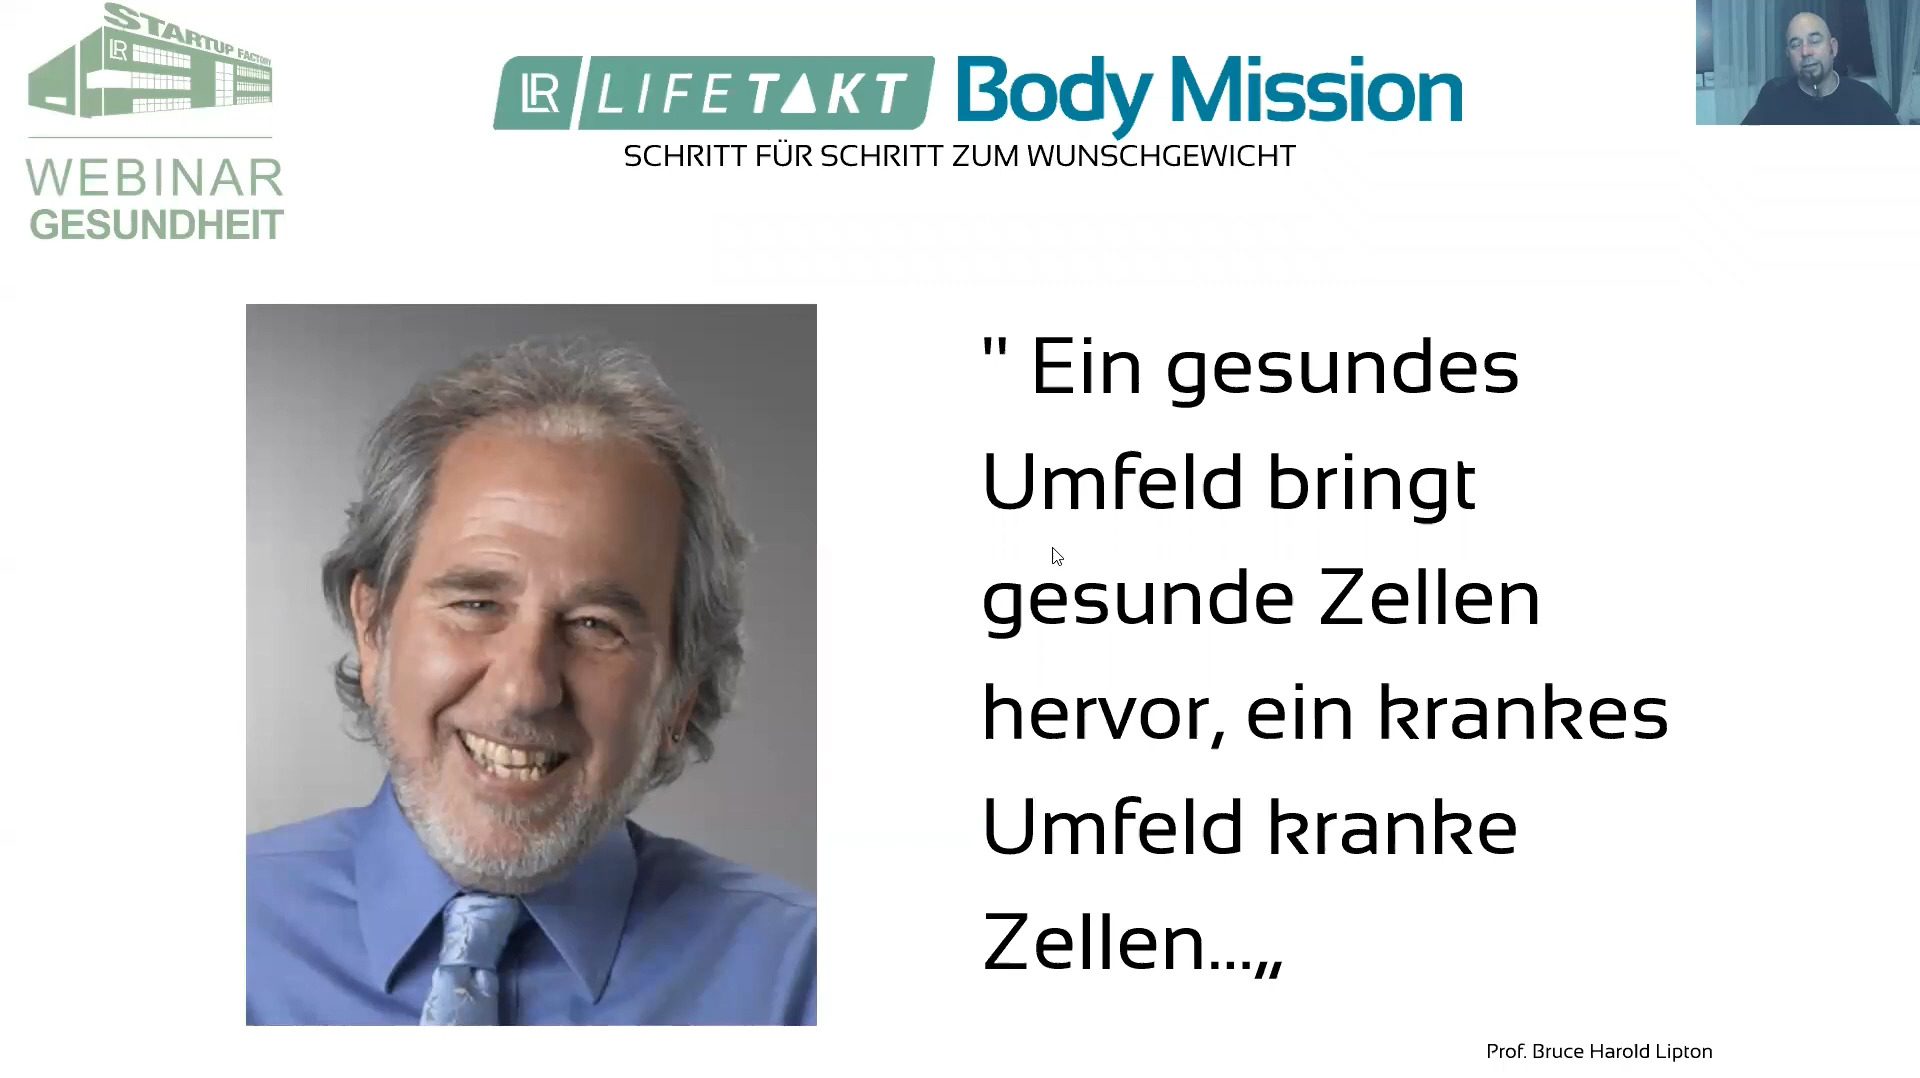 STARTUP FACTORY
LR
WEBINAR
GESUNDHEIT
LR LIFETAKT Body Mission
SCHRITT FÜR SCHRITT ZUM WUNSCHGEWICHT
" Ein gesundes
Umfeld bringt
gesunde Zellen
hervor, ein krankes
Umfeld kranke
Zellen...„
Prof. Bruce Harold Lipton